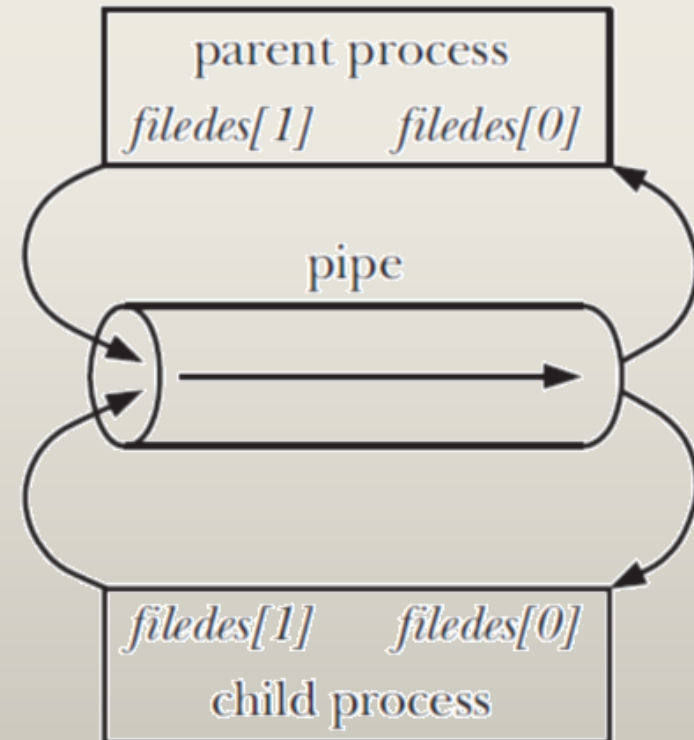 parent process
filedes[1] filedes[0]
pipe
filedes[1] filedes[0]
child process